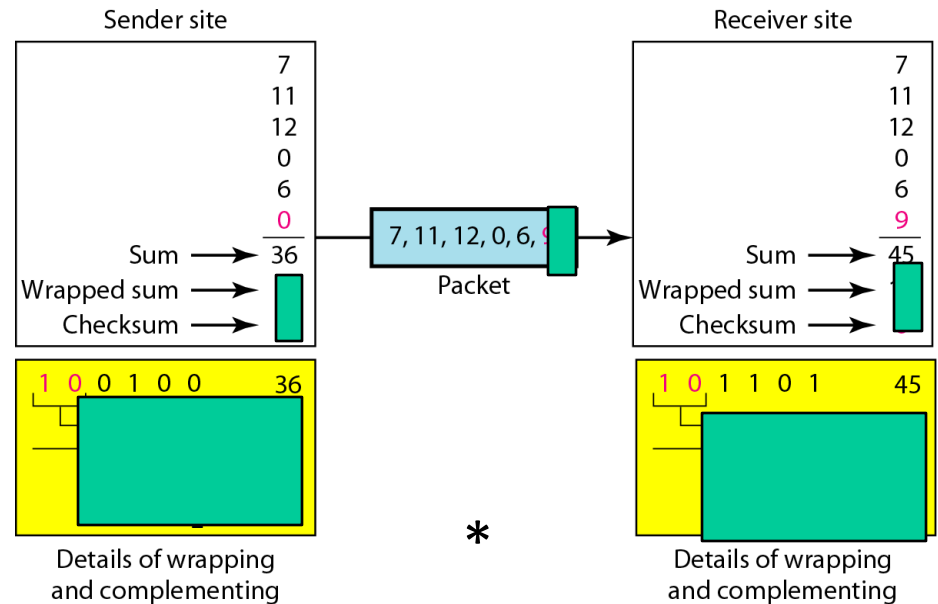 Sender site
7
11
12
0
6
0
Sum 36
Wrapped sum
Checksum
1 0 0 1 0 0 36
Details of wrapping
and complementing
7, 11, 12, 0, 6,
Packet
*
Receiver site
7
11
12
0
6
9
Sum 45
Wrapped sum
Checksum
1 0 1 1 0 1 45
Details of wrapping
and complementing